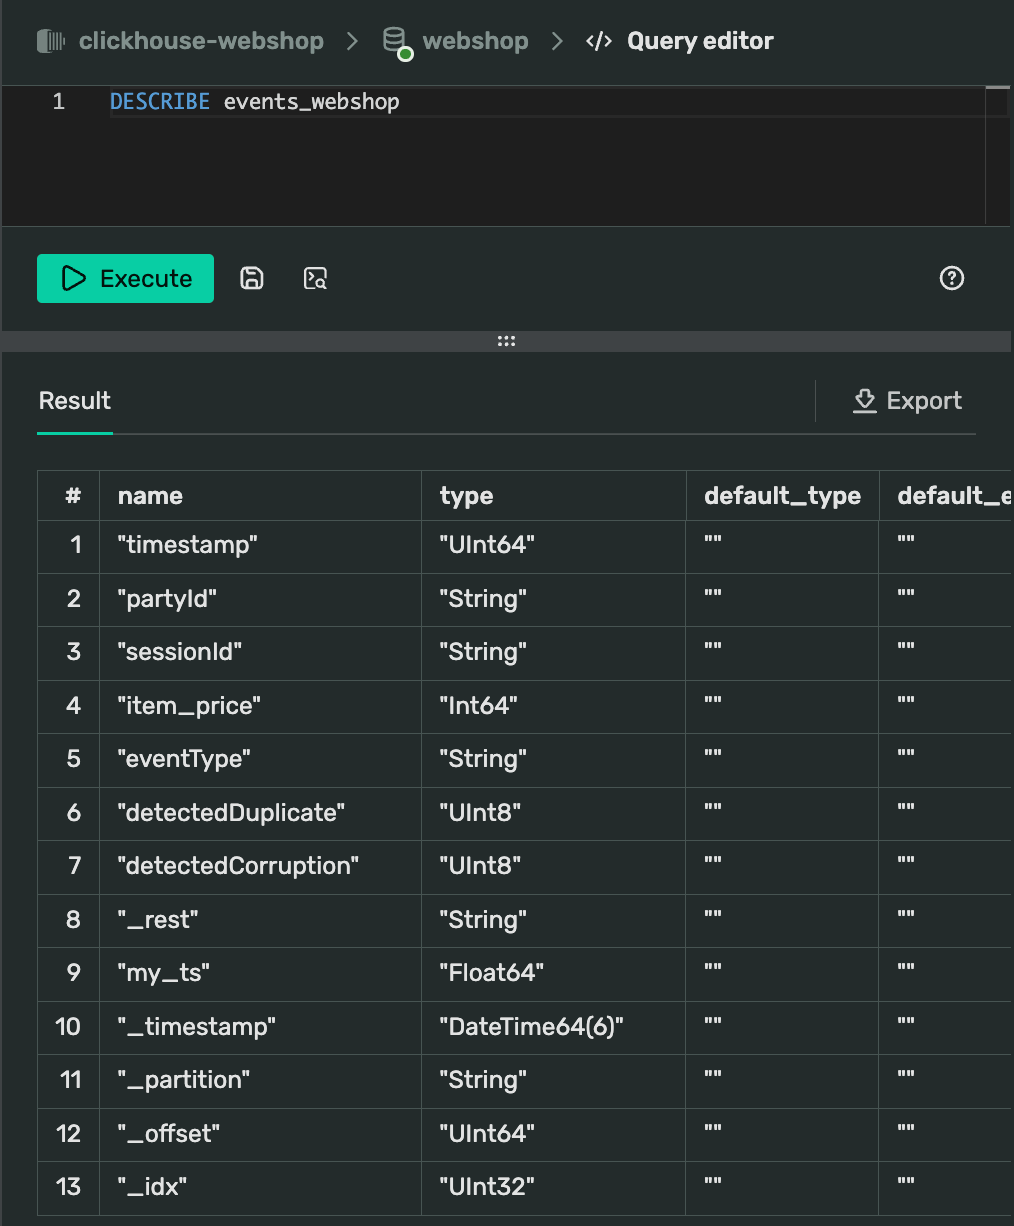 clickhouse-webshop > webshop > </> Query editor
1 DESCRIBE events_webshop
Execute
Result Export
# name type default_type default_e
1 "timestamp" "UInt64" "" ""
2 "partyId" "String" "" ""
3 "sessionId" "String" "" ""
4 "item_price" "Int64" "" ""
5 "eventType" "String" "" ""
6 "detectedDuplicate" "UInt8" "" ""
7 "detectedCorruption" "UInt8" "" ""
8 "_rest" "String" "" ""
9 "my_ts" "Float64" "" ""
10 "_timestamp" "DateTime64(6)" "" ""
11 "_partition" "String" "" ""
12 "_offset" "UInt64" "" ""
13 "_idx" "UInt32" "" ""